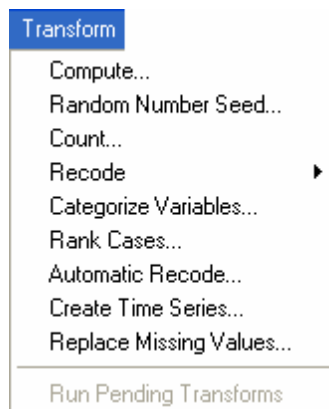 Transform
Compute...
Random Number Seed...
Count...
Recode
Categorize Variables...
Rank Cases...
Automatic Recode...
Create Time Series...
Replace Missing Values...
Run Pending Transforms